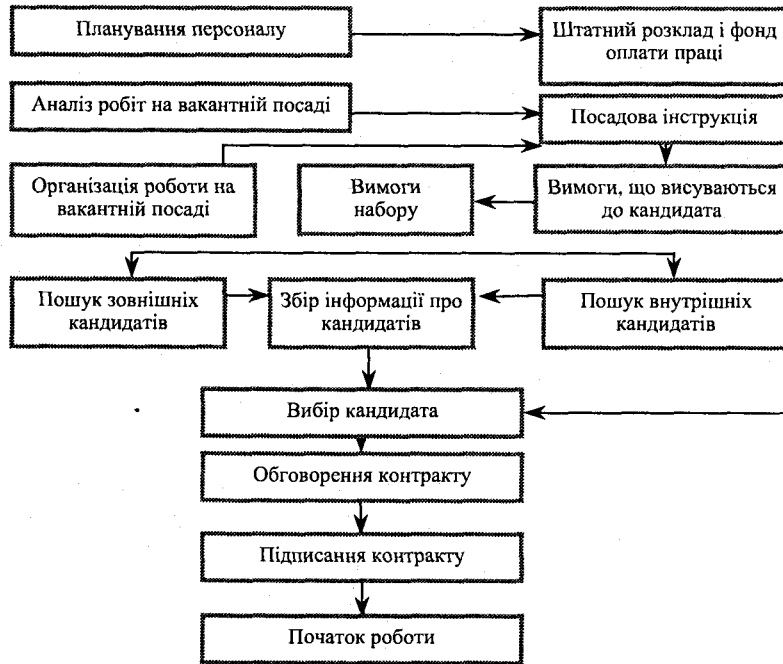 Планування персоналу
Штатний розклад і фонд
оплати праці
Аналіз робіт на вакантній посаді
Посадова інструкція
Організація роботи на
вакантній посаді
Вимоги
набору
Вимоги, що висуваються
до кандидата
Пошук зовнішніх
кандидатів
Збір інформації про
кандидатів
Пошук внутрішніх
кандидатів
Вибір кандидата
Обговорення контракту
Підписання контракту
Початок роботи